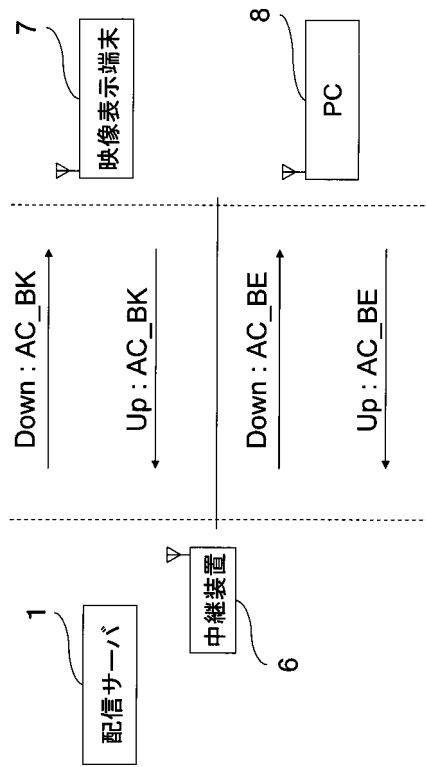 1
配信サーバ
中継装置
6
Down : AC_BK
Up : AC_BK
Down : AC_BE
Up : AC_BE
7
映像表示端末
8
PC